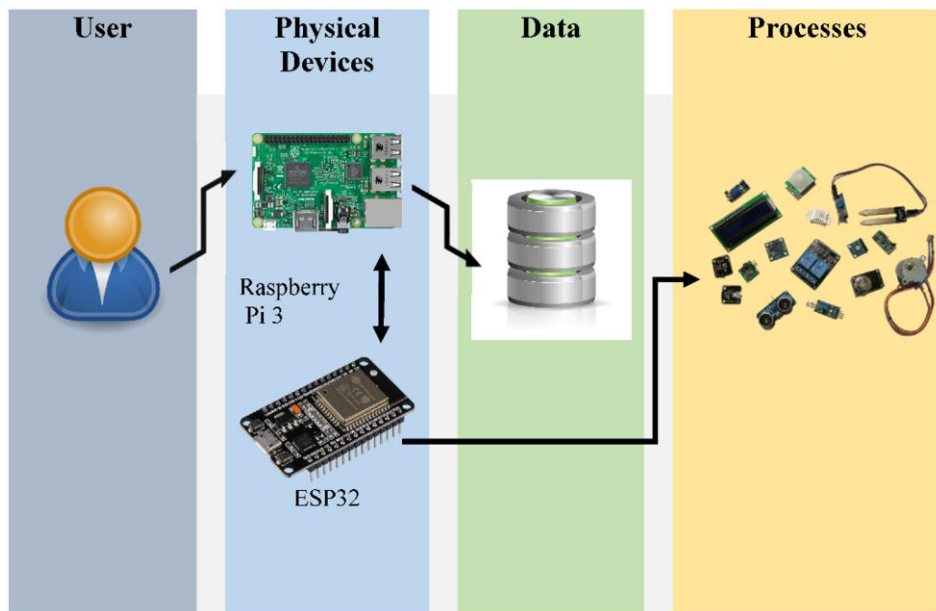 User
Physical
Devices
Data
Processes
Raspberry
Pi 3
ESP32